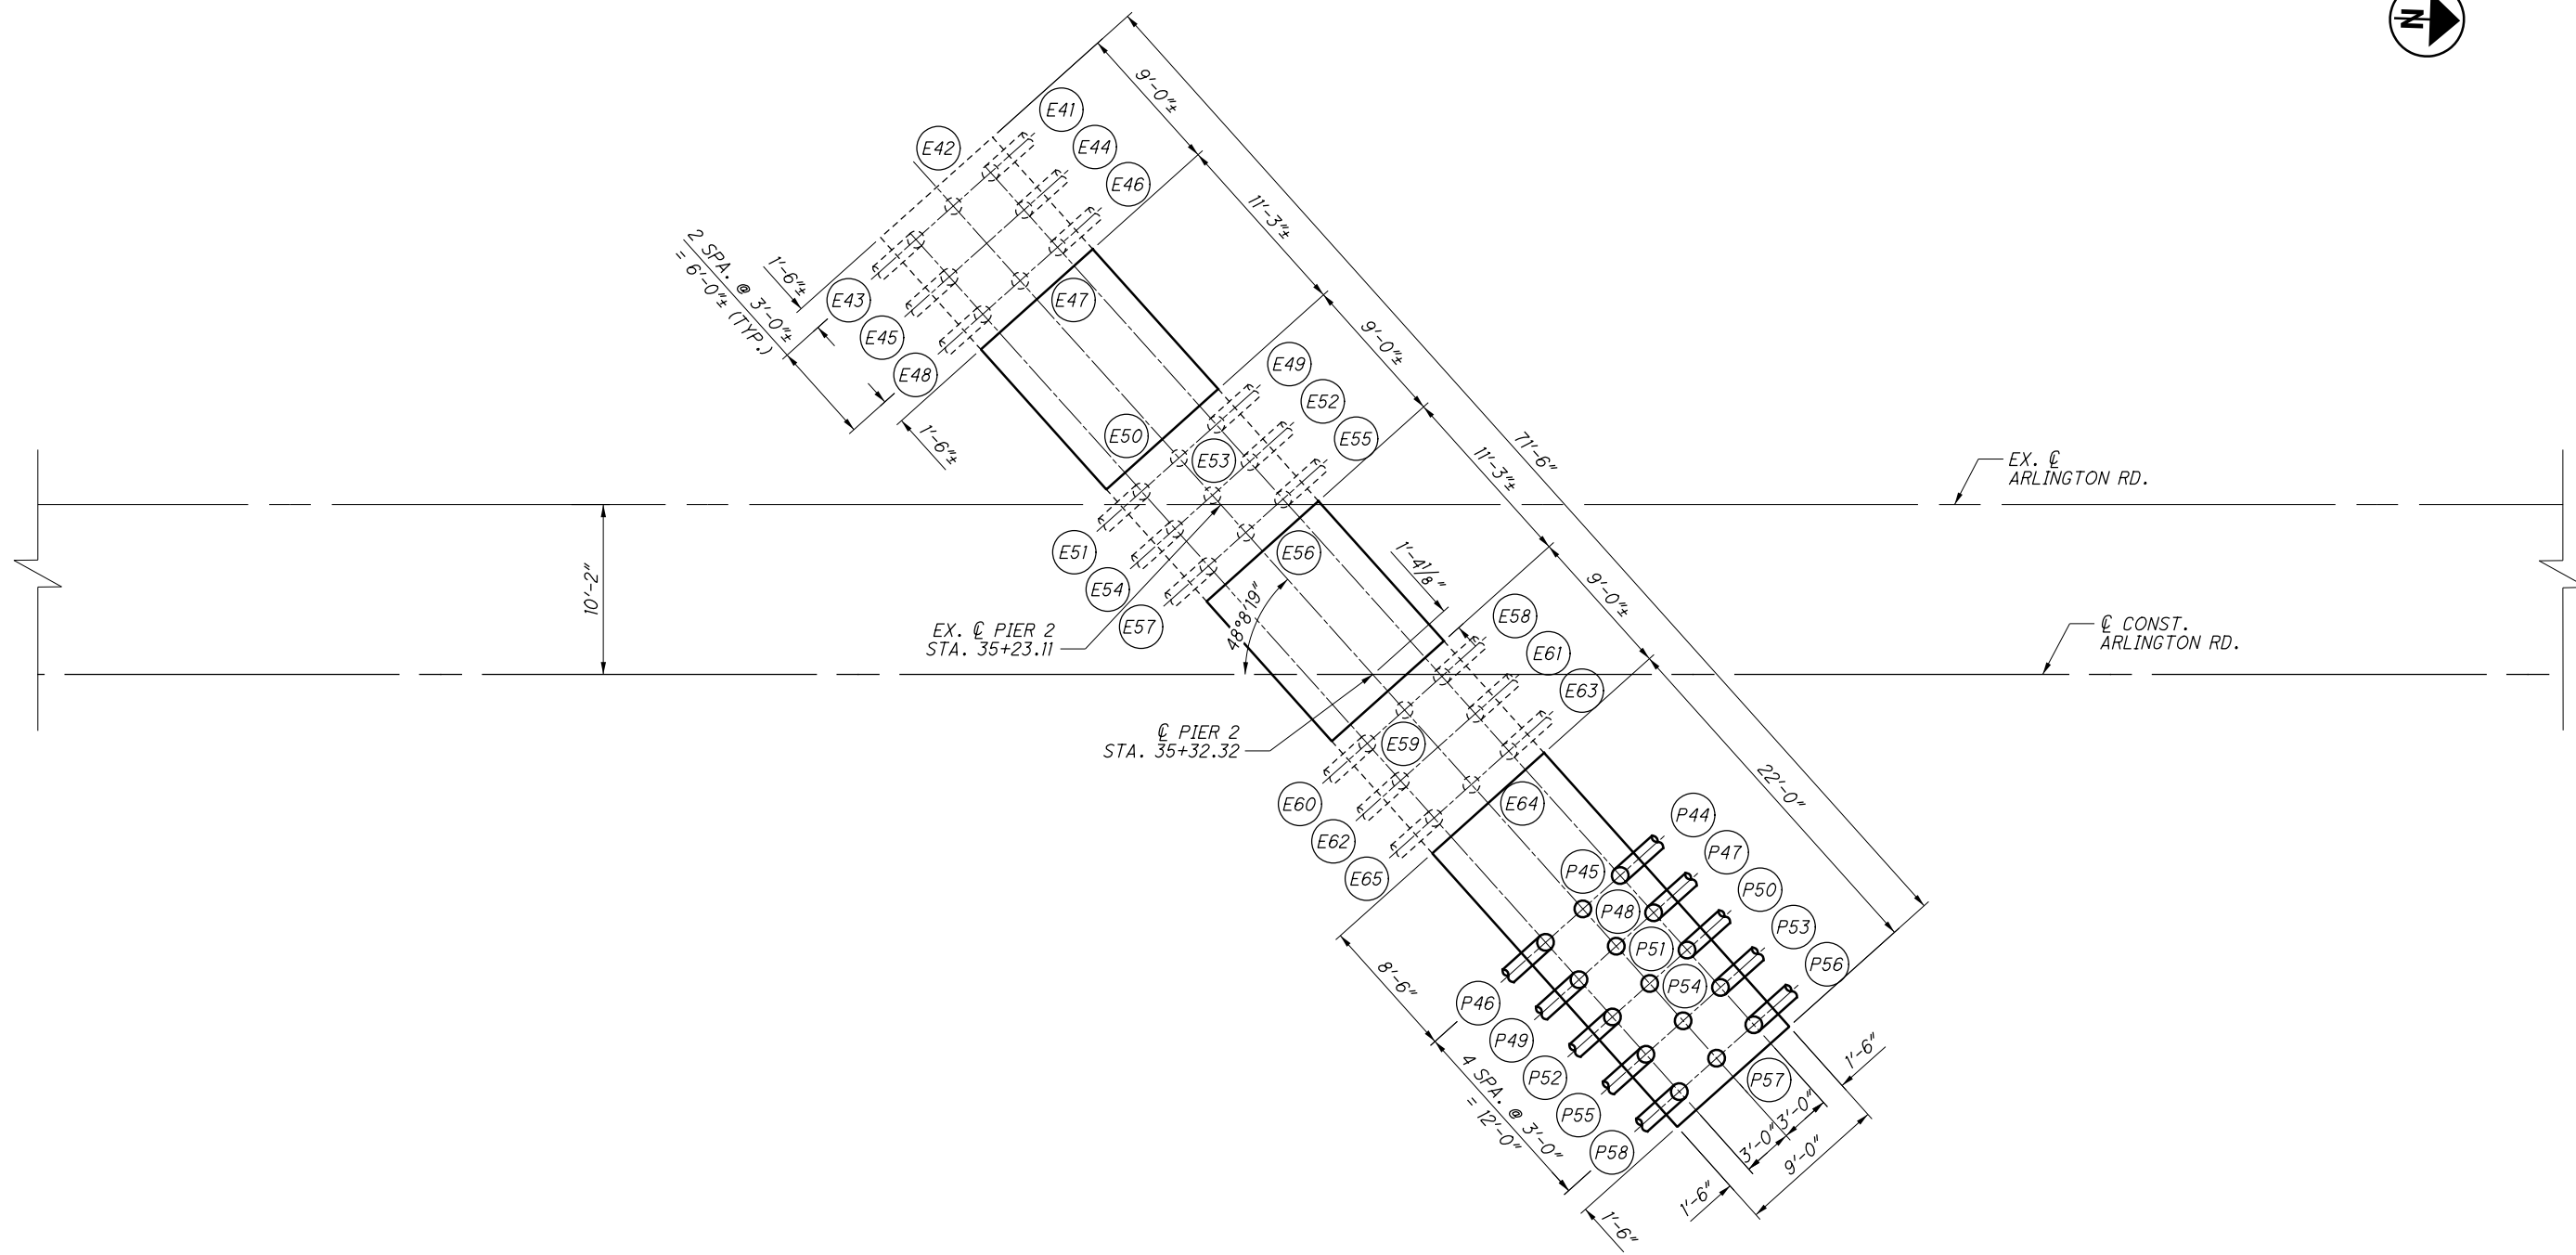 N
9'-0"±
E41
E42
E44
E46
11'-3"±
2 SPA. @ 3'-0"±
= 6'-0"± (TYP.)
1'-6"±
E43
E47
E45
E48
9'-0"±
E49
E52
E50
E53
E55
1'-6"±
71'-6"
11'-3"±
EX. ℄
ARLINGTON RD.
E51
E56
E54
E57
1'-4⅛"
10'-2"
48°8'19"
9'-0"±
EX. ℄ PIER 2
STA. 35+23.11
℄ CONST.
ARLINGTON RD.
E58
E61
E63
℄ PIER 2
STA. 35+32.32
E59
E60
E64
E62
E65
22'-0"
P44
P47
P45
P50
P48
P53
P51
P56
P54
8'-6"
P46
P49
P52
P57
P55
P58
4 SPA. @ 3'-0"
= 12'-0"
1'-6"
3'-0"
3'-0"
9'-0"
1'-6"
1'-6"